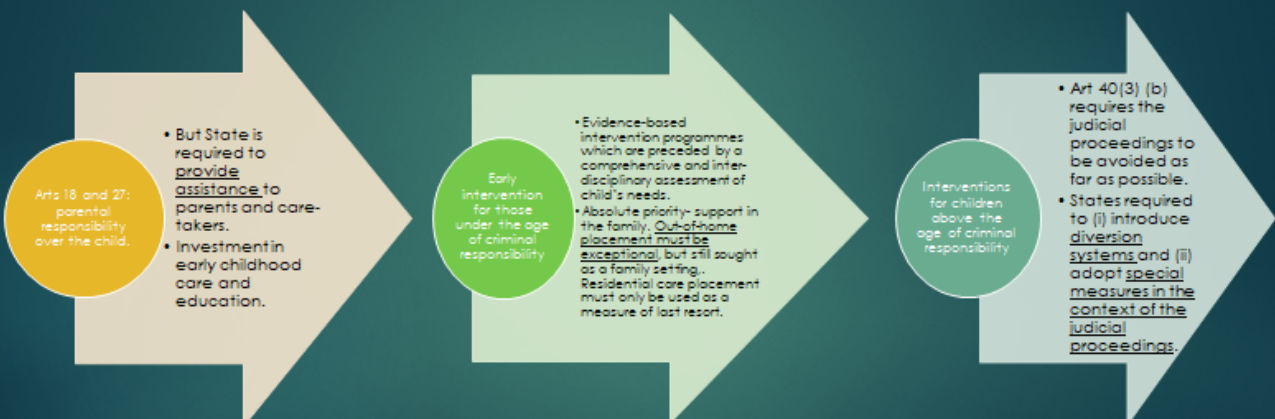 Arts 18 and 27:
parental
responsibility
over the child.
• But State is
required to
provide
assistance to
parents and care-
takers.
• Investment in
early childhood
care and
education.
Early
intervention
for those
under the age
of criminal
responsibility
• Evidence-based
intervention programmes
which are preceded by a
comprehensive and inter-
disciplinary assessment of
child's needs.
• Absolute priority- support in
the family. Out-of-home
placement must be
exceptional, but still sought
as a family setting,.
Residential care placement
must only be used as a
measure of last resort.
Interventions
for children
above the
age of criminal
responsibility
• Art 40(3) (b)
requires the
judicial
proceedings to
be avoided as
far as possible.
• States required
to (i) introduce
diversion
systems and (ii)
adopt special
measures in the
context of the
judicial
proceedings.